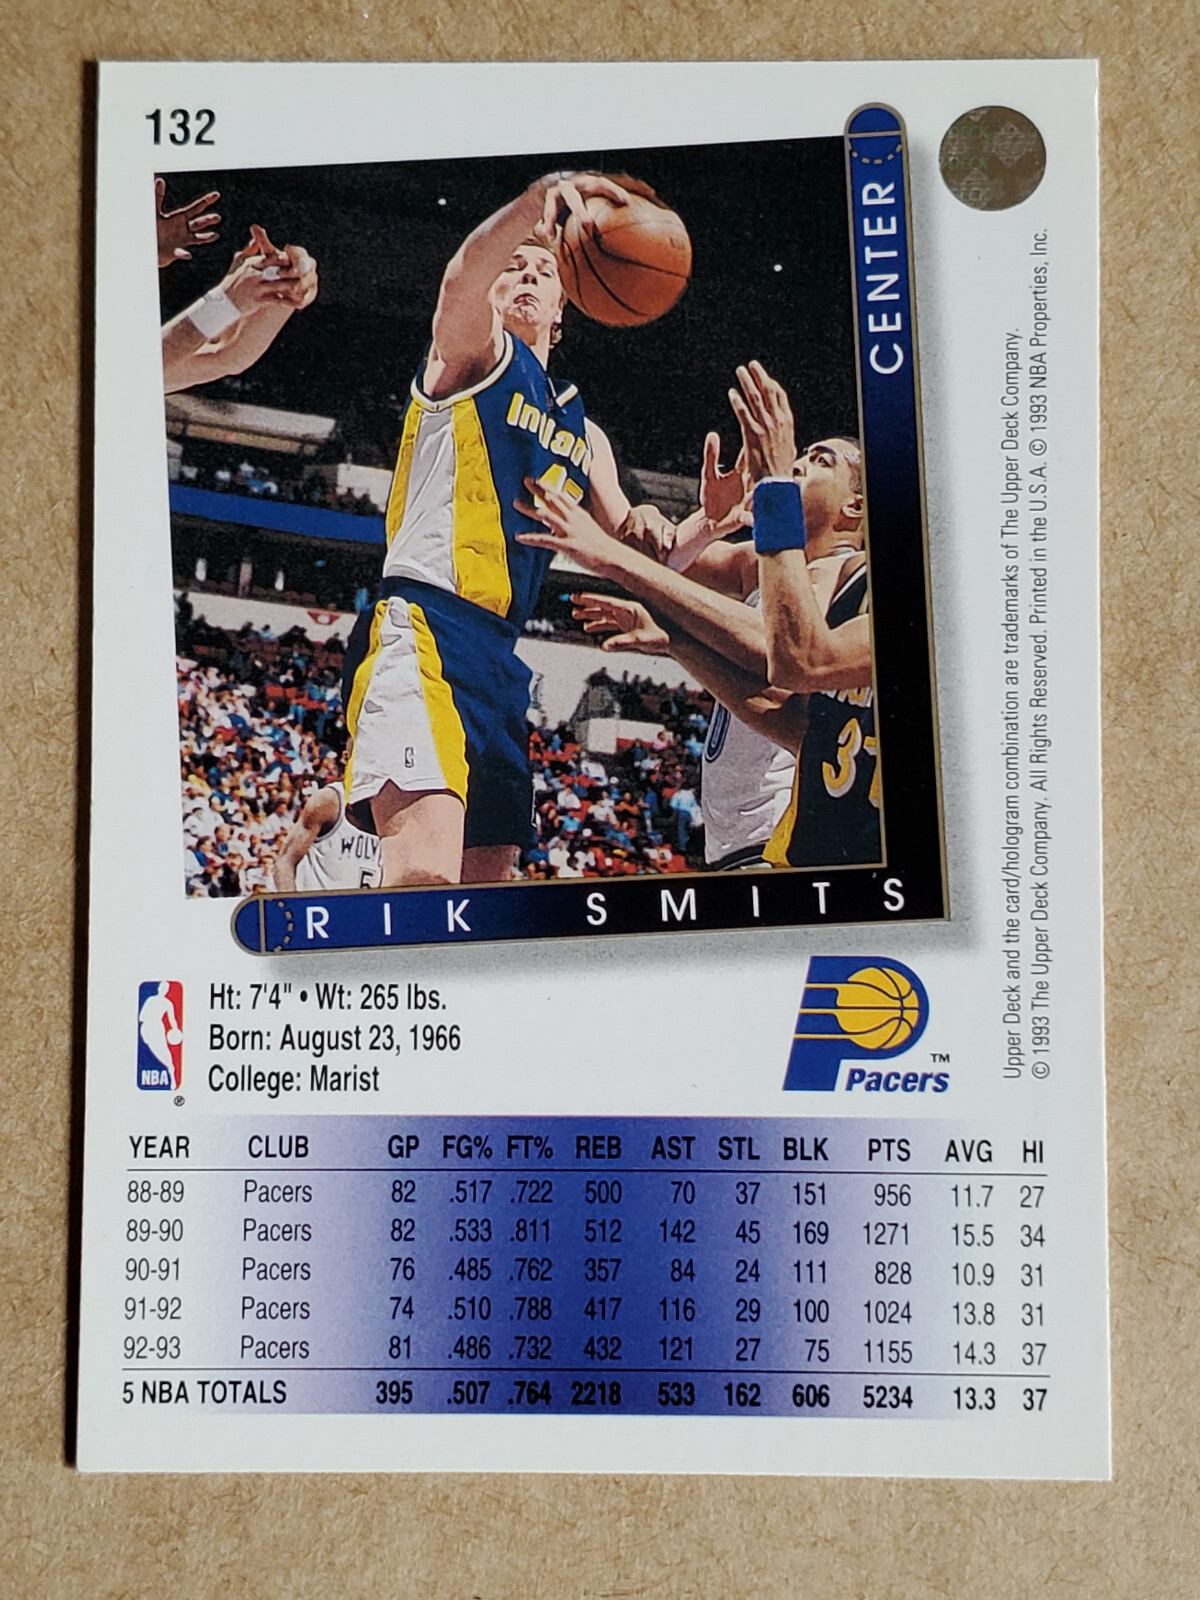 132
CENTER
Indiana
45
37
WOLV
5
RIK SMITS
NBA
®
Ht: 7'4" • Wt: 265 lbs.
Born: August 23, 1966
College: Marist
Pacers™
Upper Deck and the card/hologram combination are trademarks of The Upper Deck Company.
© 1993 The Upper Deck Company. All Rights Reserved. Printed in the U.S.A. © 1993 NBA Properties, Inc.
YEAR CLUB GP FG% FT% REB AST STL BLK PTS AVG HI
88-89 Pacers 82 .517 .722 500 70 37 151 956 11.7 27
89-90 Pacers 82 .533 .811 512 142 45 169 1271 15.5 34
90-91 Pacers 76 .485 .762 357 84 24 111 828 10.9 31
91-92 Pacers 74 .510 .788 417 116 29 100 1024 13.8 31
92-93 Pacers 81 .486 .732 432 121 27 75 1155 14.3 37
5 NBA TOTALS 395 .507 .764 2218 533 162 606 5234 13.3 37